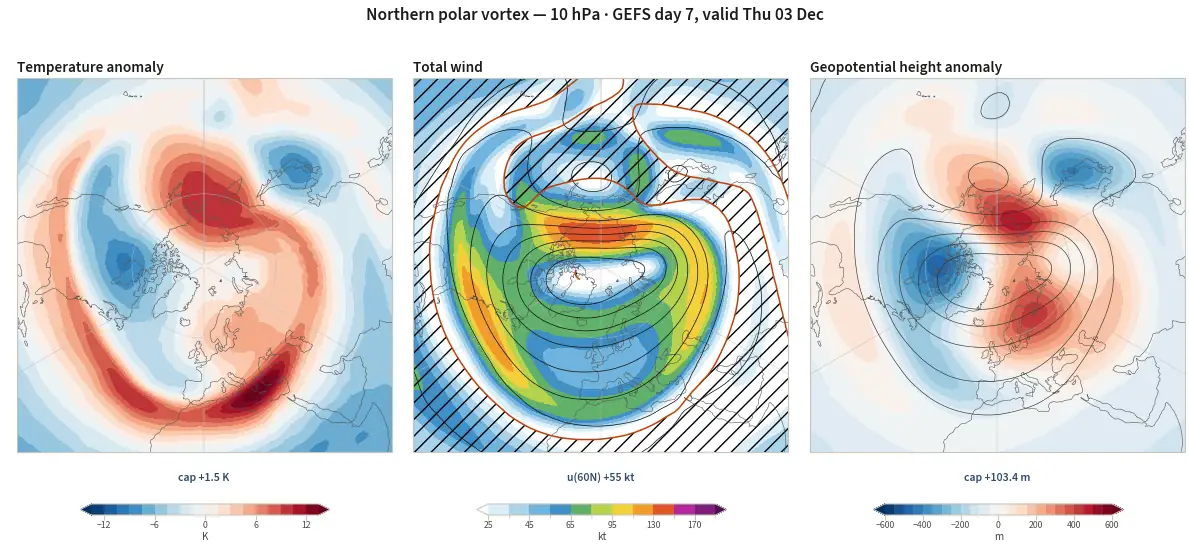 Northern polar vortex — 10 hPa · GEFS day 7, valid Thu 03 Dec
Temperature anomaly
Total wind
Geopotential height anomaly
cap +1.5 K
u(60N) +55 kt
cap +103.4 m
−12 −6 0 6 12
K
25 45 65 95 130 170
kt
−600 −400 −200 0 200 400 600
m